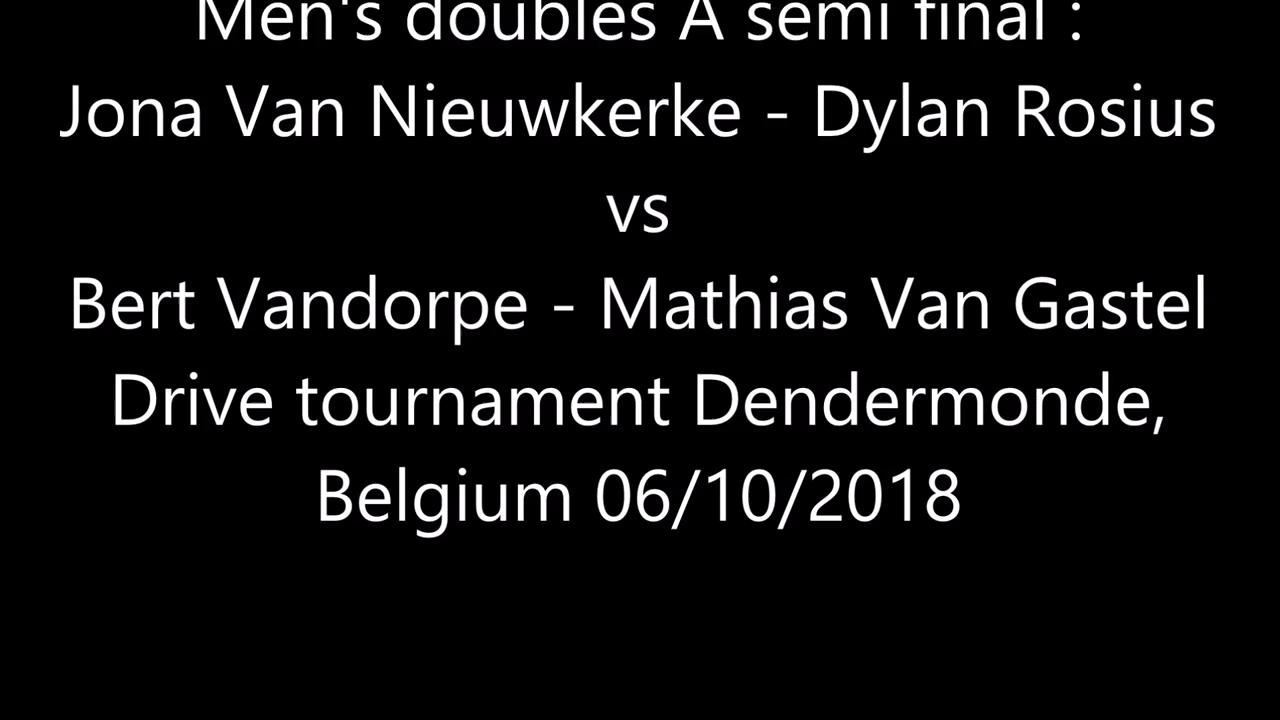 Men's doubles A semi final :
Jona Van Nieuwkerke - Dylan Rosius
vs
Bert Vandorpe - Mathias Van Gastel
Drive tournament Dendermonde,
Belgium 06/10/2018